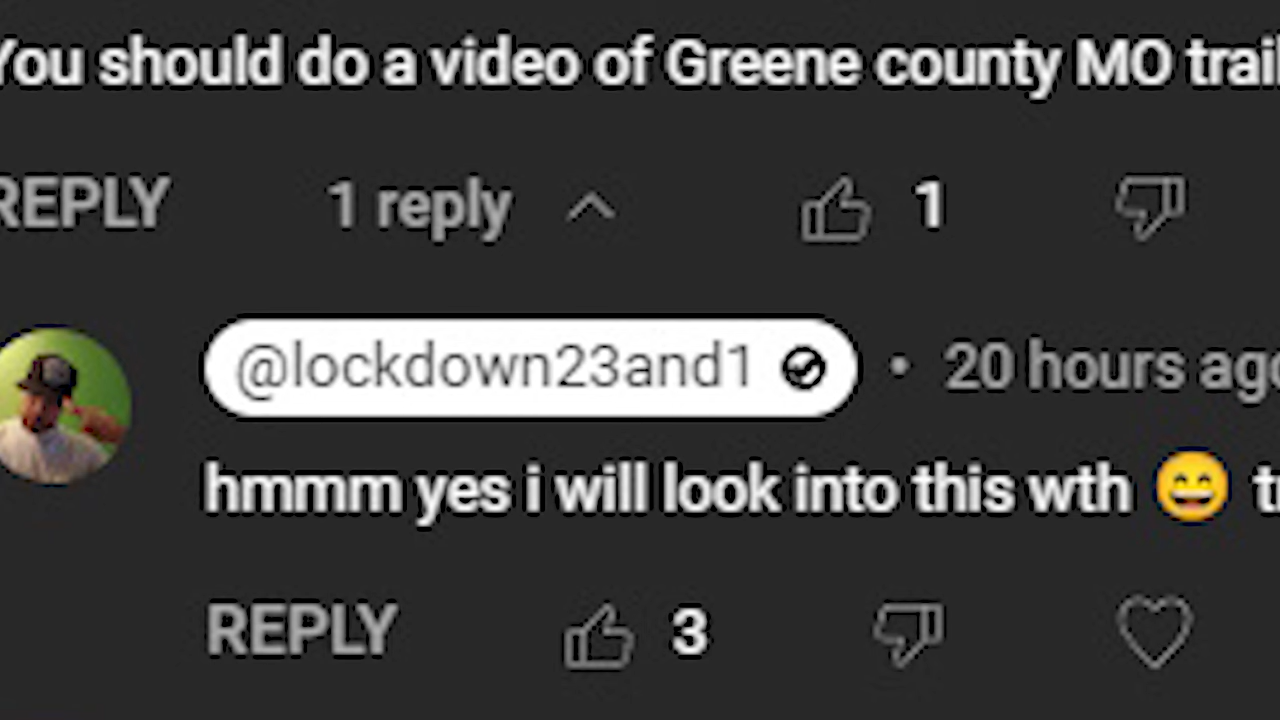 You should do a video of Greene county MO trail
REPLY 1 reply 1
@lockdown23and1 • 20 hours ago
hmmm yes i will look into this wth 😄
REPLY 3